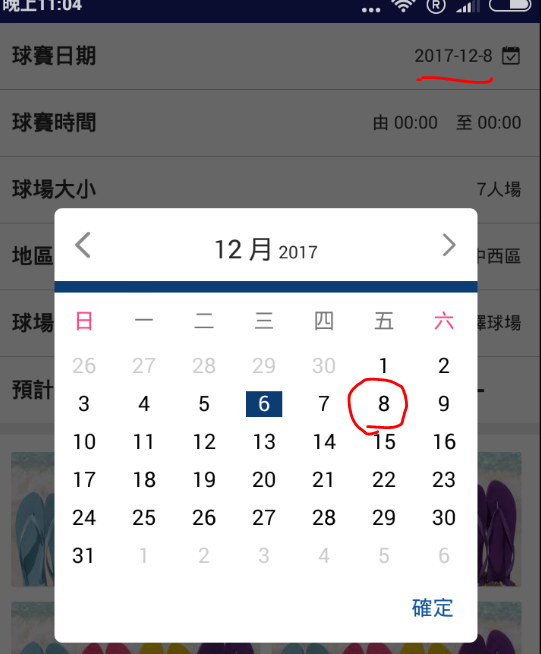 晚上11:04
球賽日期 2017-12-8
球賽時間 由 00:00 至 00:00
球場大小 7人場
12 月 2017
地區 中西區
日 一 二 三 四 五 六
球場 球場
26 27 28 29 30 1 2
預計
3 4 5 6 7 8 9
10 11 12 13 14 15 16
17 18 19 20 21 22 23
24 25 26 27 28 29 30
31 1 2 3 4 5 6
確定